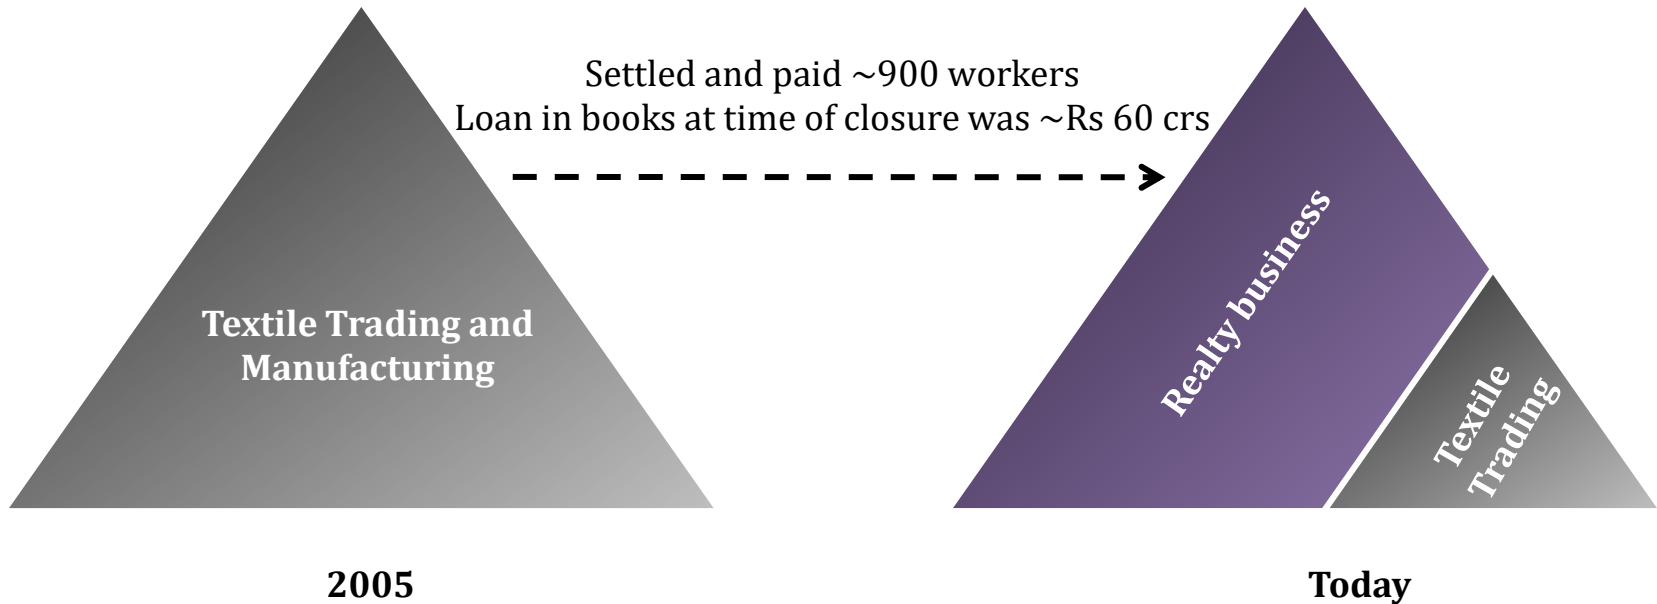 Settled and paid ~900 workers
Loan in books at time of closure was ~Rs 60 crs
Textile Trading and
Manufacturing
Realty business
Textile
Trading
2005
Today